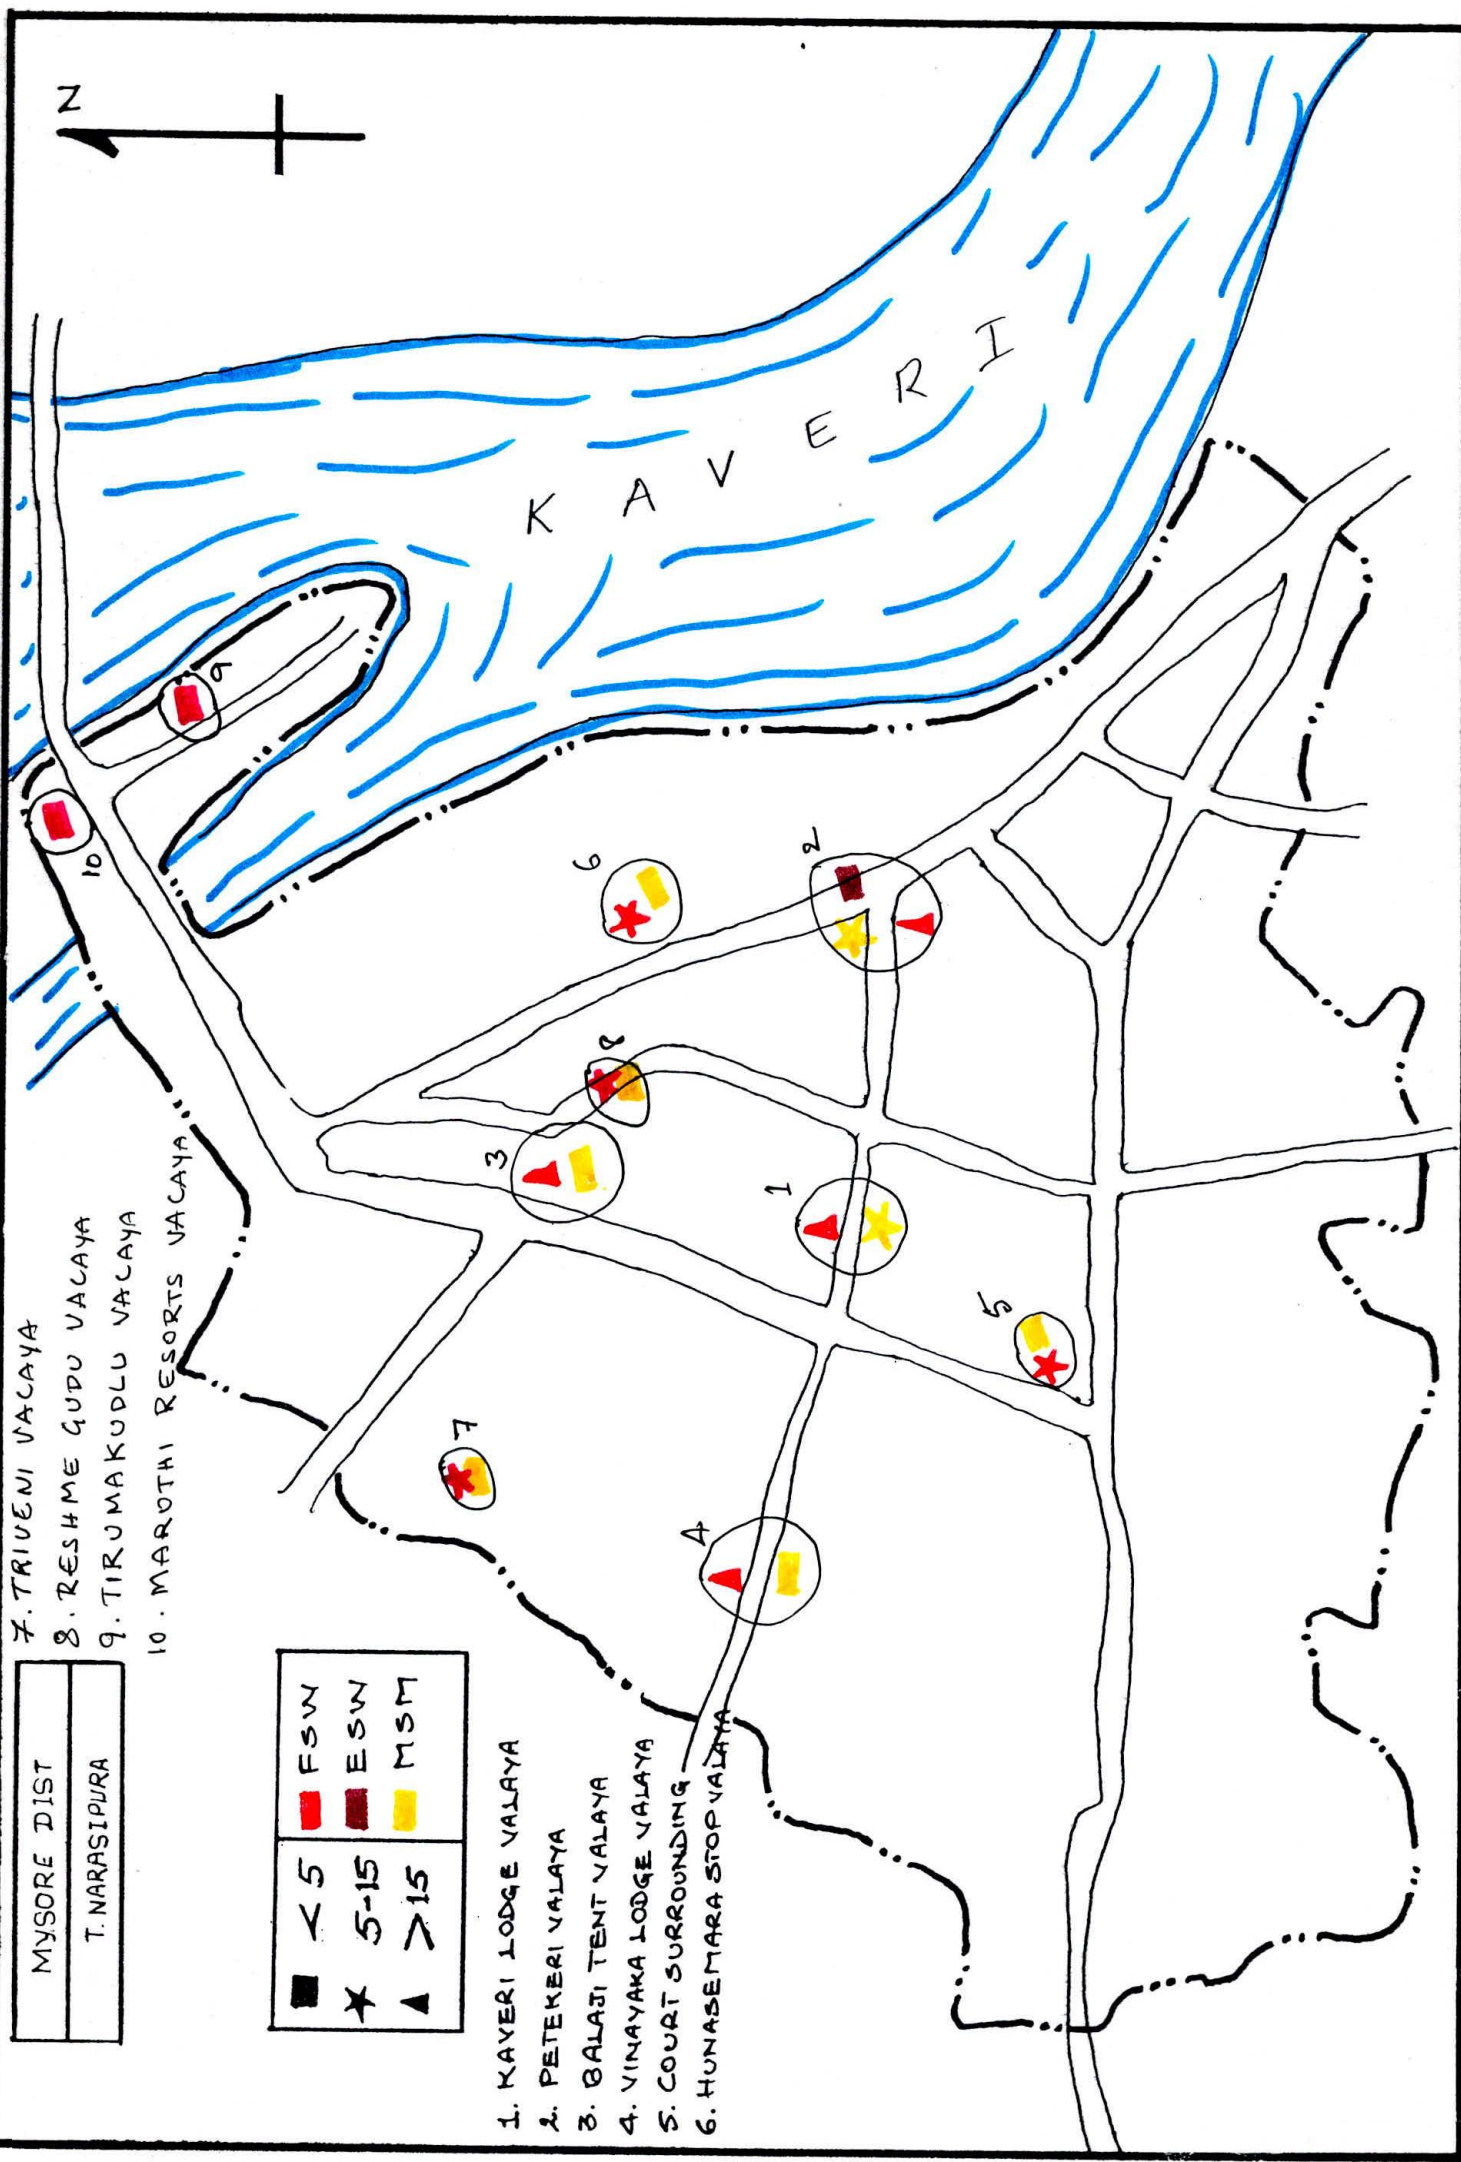 MYSORE DIST
T. NARASIPURA
7. TRIVENI VALAYA
8. RESHME GUDU VALAYA
9. TIRUMAKUDLU VALAYA
10. MARUTHI RESORTS VALAYA
N
< 5
5-15
>15
FSW
ESW
MSM
1. KAVERI LODGE VALAYA
2. PETEKERI VALAYA
3. BALAJI TENT VALAYA
4. VINAYAKA LODGE VALAYA
5. COURT SURROUNDING
6. HUNASEMARA STOP VALAYA
KAVERI
10
9
6
2
8
3
1
5
7
4